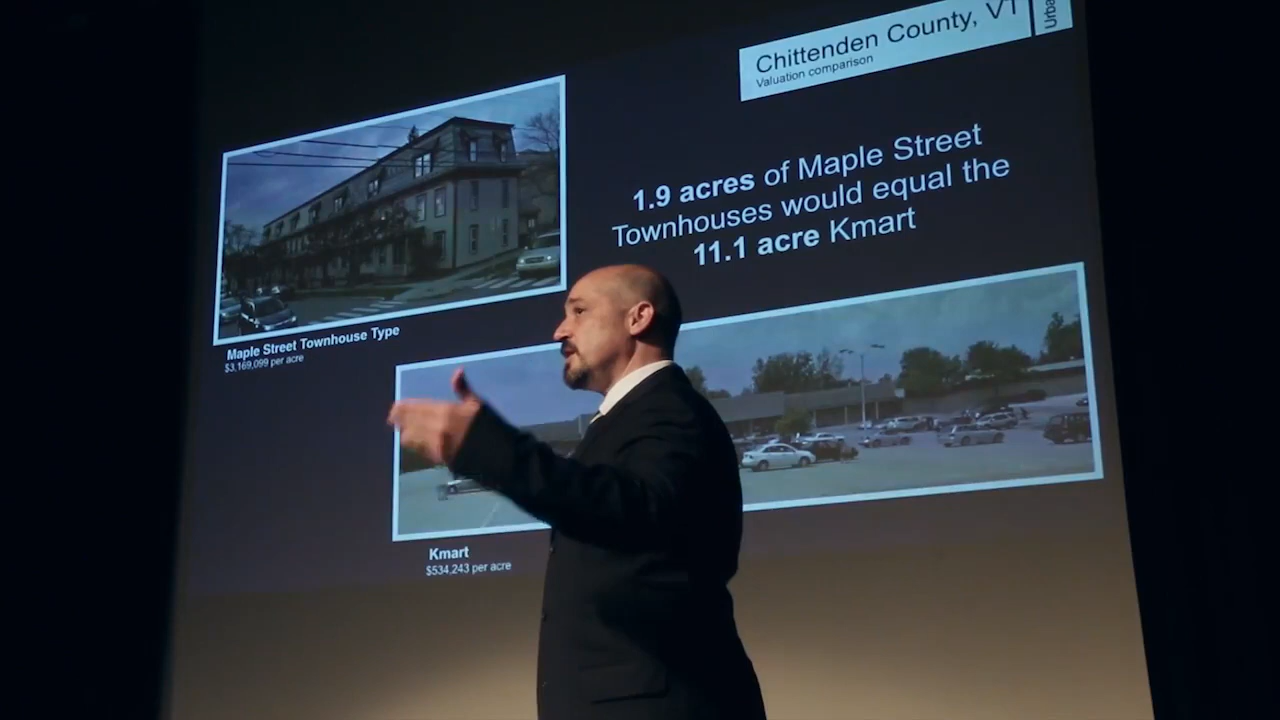 Chittenden County, VT
Valuation comparison
1.9 acres of Maple Street
Townhouses would equal the
11.1 acre Kmart
Maple Street Townhouse Type
$3,169,099 per acre
Kmart
$534,243 per acre